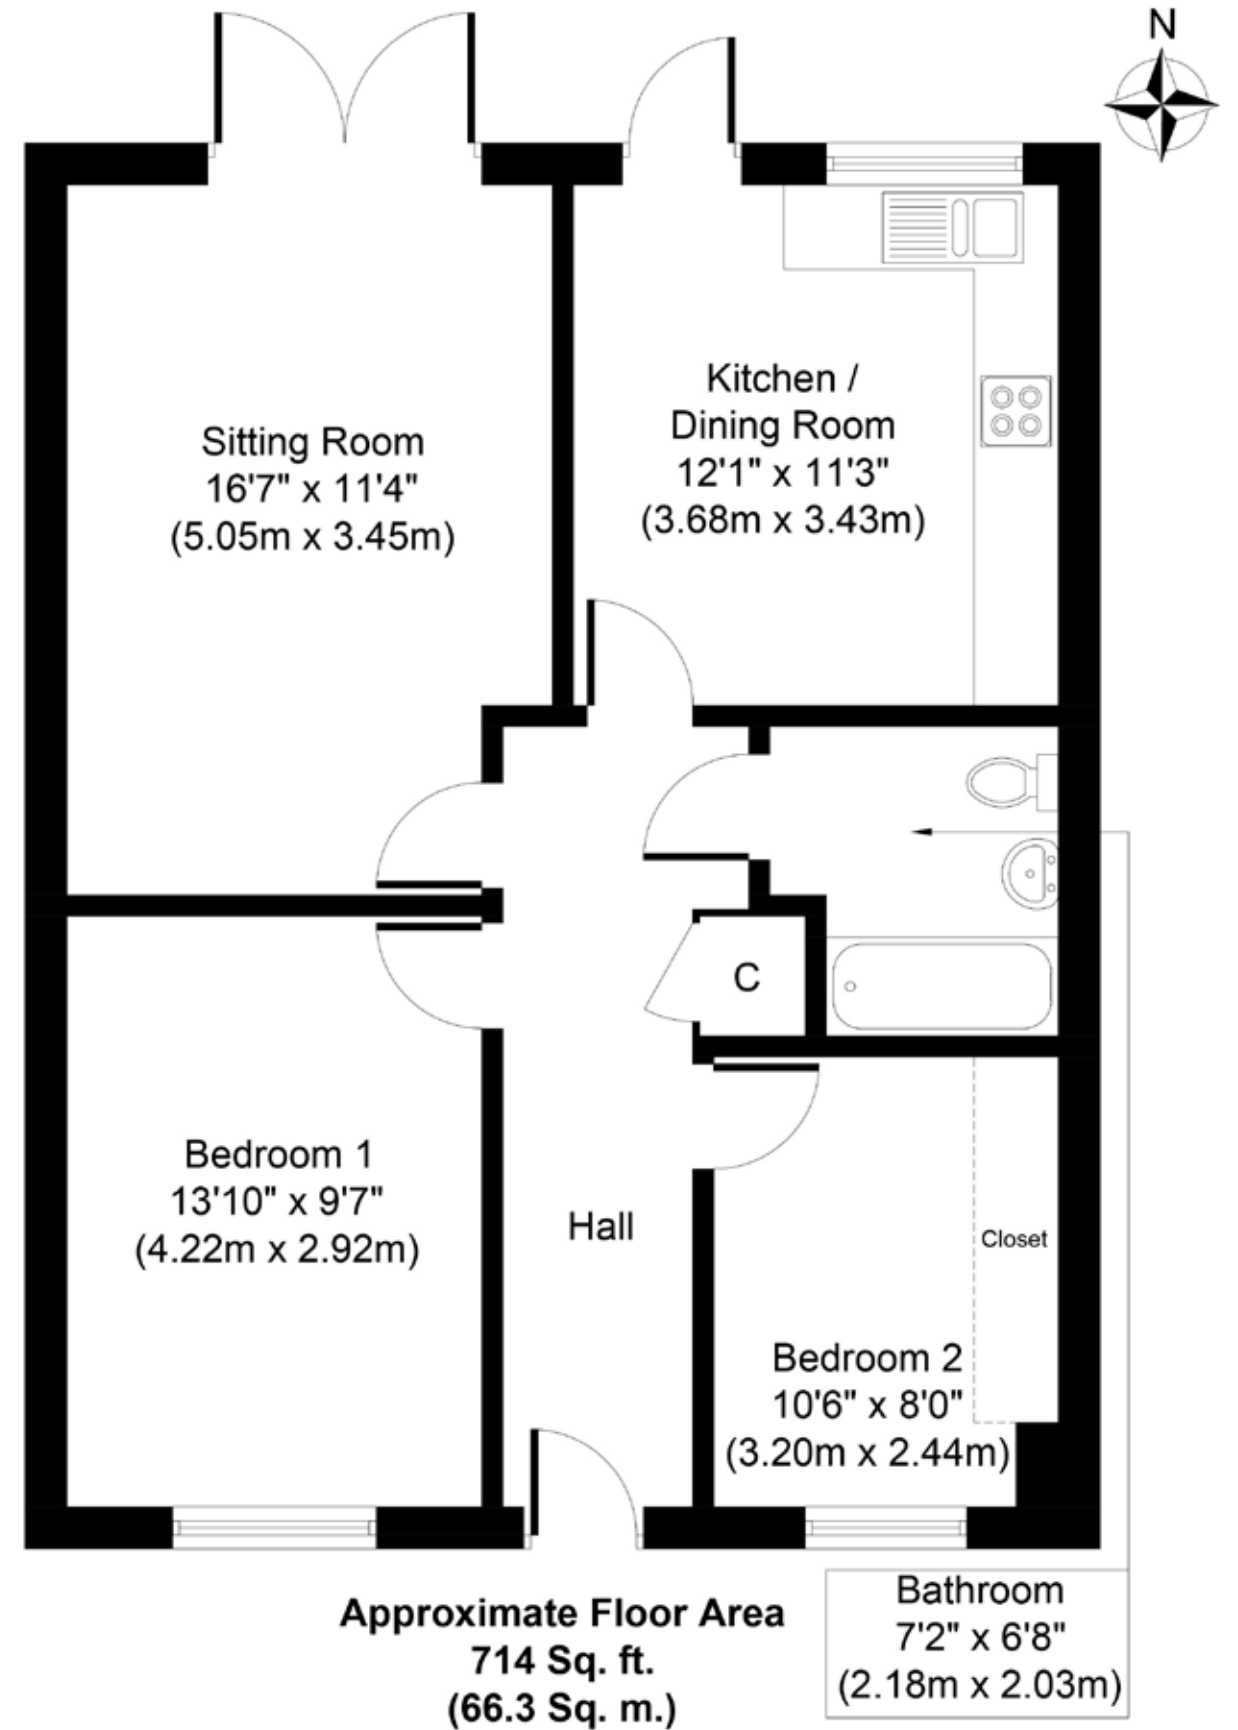 N
Kitchen /
Dining Room
12'1" x 11'3"
(3.68m x 3.43m)
Sitting Room
16'7" x 11'4"
(5.05m x 3.45m)
C
Bedroom 1
13'10" x 9'7"
(4.22m x 2.92m)
Hall
Closet
Bedroom 2
10'6" x 8'0"
(3.20m x 2.44m)
Approximate Floor Area
714 Sq. ft.
(66.3 Sq. m.)
Bathroom
7'2" x 6'8"
(2.18m x 2.03m)